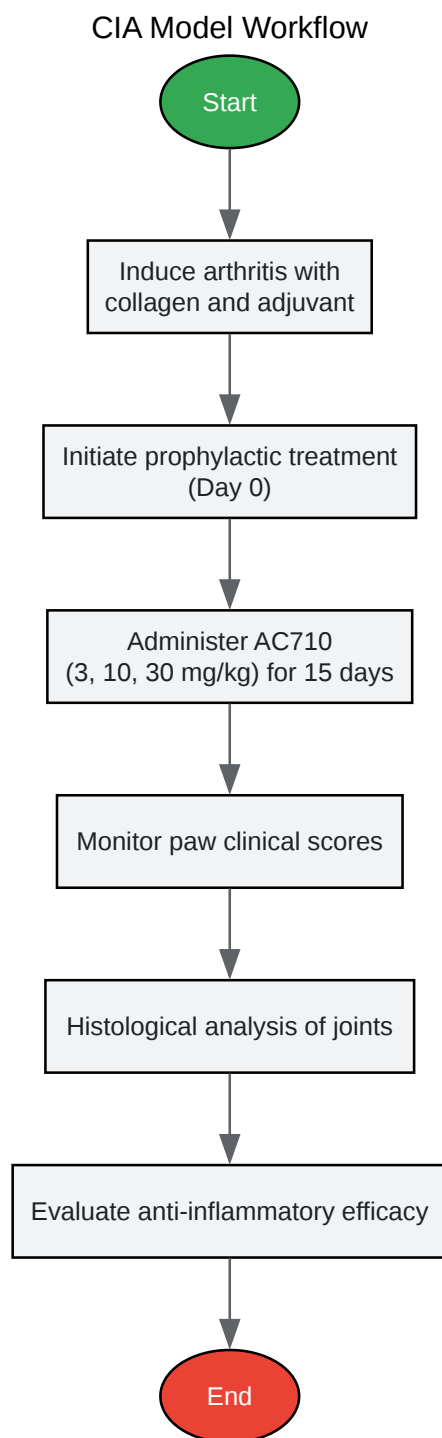 CIA Model Workflow
Start
Induce arthritis with
collagen and adjuvant
Initiate prophylactic treatment
(Day 0)
Administer AC710
(3, 10, 30 mg/kg) for 15 days
Monitor paw clinical scores
Histological analysis of joints
Evaluate anti-inflammatory efficacy
End